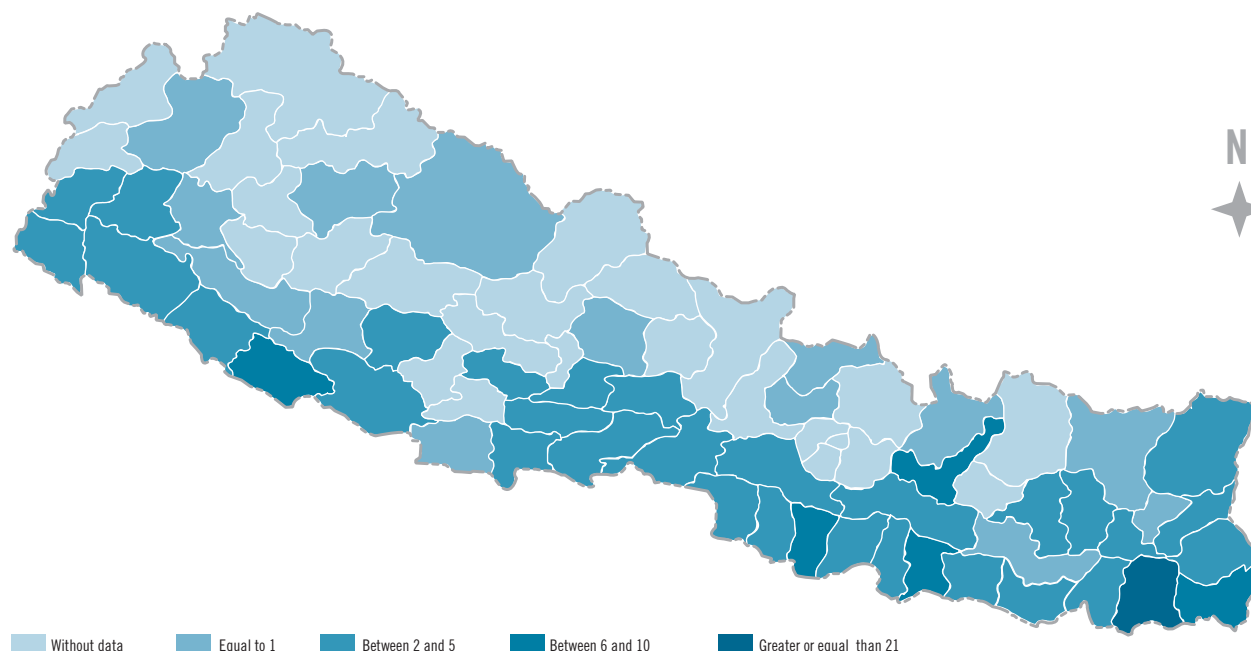 N
Without data
Equal to 1
Between 2 and 5
Between 6 and 10
Greater or equal than 21